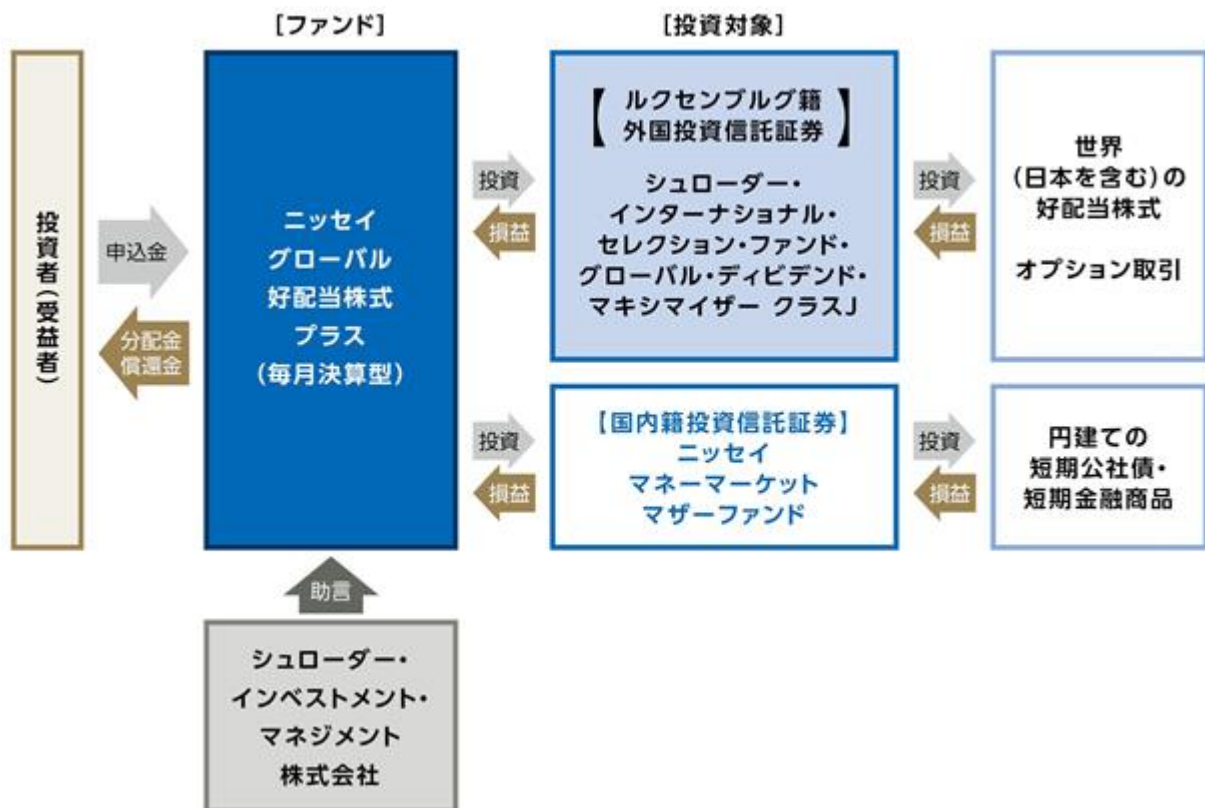 [ファンド]
[投資対象]
投資者(受益者)
申込金
分配金
償還金
ニッセイ
グローバル
好配当株式
プラス
(毎月決算型)
投資
損益
【ルクセンブルグ籍
外国投資信託証券】
シュローダー・
インターナショナル・
セレクション・ファンド・
グローバル・ディビデンド・
マキシマイザー クラスJ
投資
損益
世界
(日本を含む)の
好配当株式
オプション取引
投資
損益
【国内籍投資信託証券】
ニッセイ
マネーマーケット
マザーファンド
投資
損益
円建ての
短期公社債・
短期金融商品
助言
シュローダー・
インベストメント・
マネジメント
株式会社